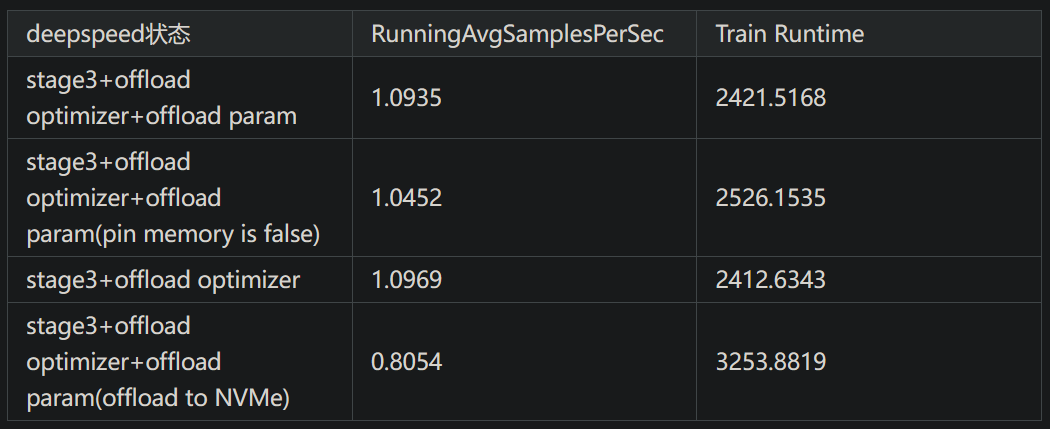 deepspeed状态 RunningAvgSamplesPerSec Train Runtime
stage3+offload
optimizer+offload param 1.0935 2421.5168
stage3+offload
optimizer+offload
param(pin memory is false) 1.0452 2526.1535
stage3+offload optimizer 1.0969 2412.6343
stage3+offload
optimizer+offload
param(offload to NVMe) 0.8054 3253.8819